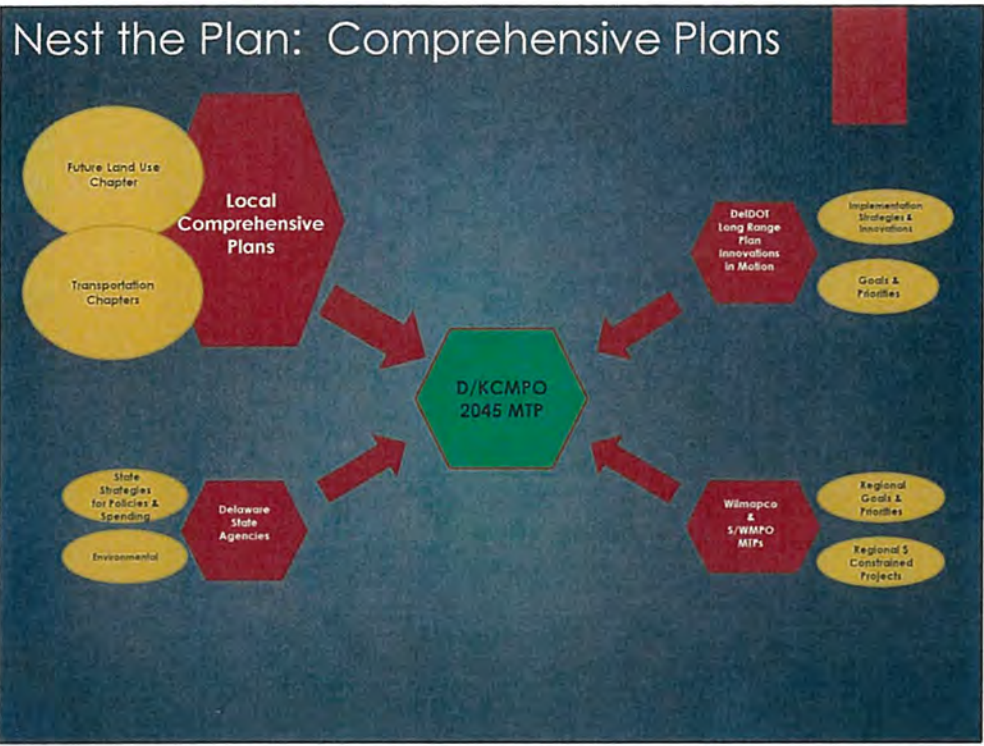 Nest the Plan: Comprehensive Plans
Future Land Use
Chapter
Transportation
Chapters
Local
Comprehensive
Plans
DelDOT
Long Range
Plan
Innovations
in Motion
Implementation
Strategies &
Innovations
Goals &
Priorities
D/KCMPO
2045 MTP
State
Strategies
for Policies &
Spending
Environmental
Delaware
State
Agencies
Wilmapco
&
S/WMPO
MTPs
Regional
Goals &
Priorities
Regional $
Constrained
Projects